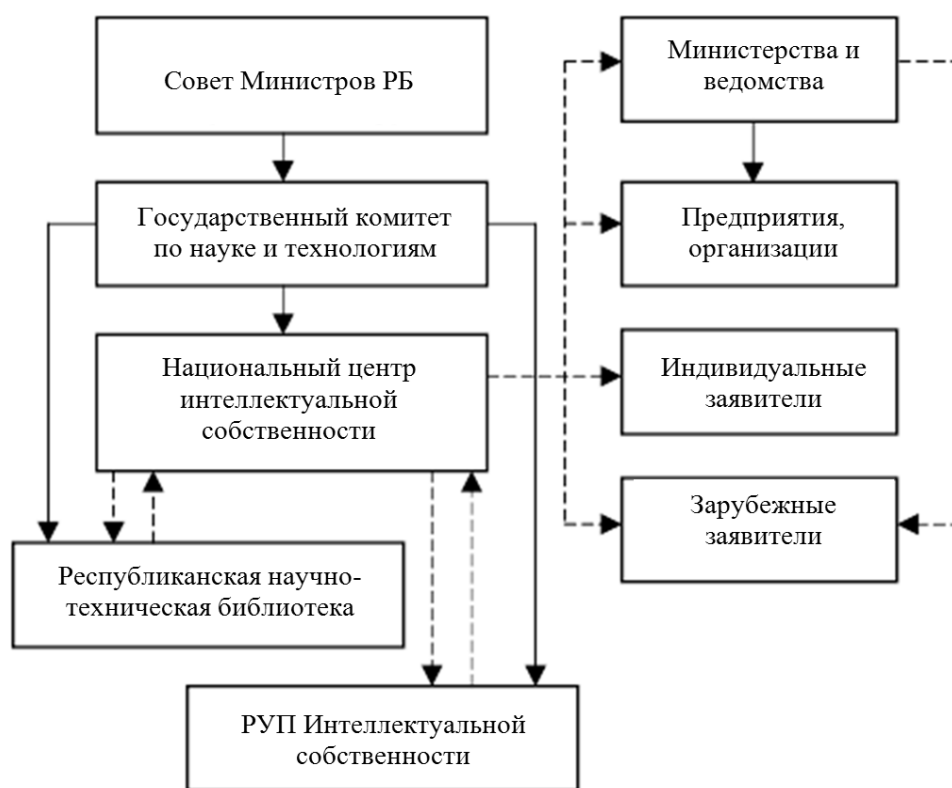 Совет Министров РБ
Государственный комитет
по науке и технологиям
Национальный центр
интеллектуальной
собственности
Республиканская научно-
техническая библиотека
РУП Интеллектуальной
собственности
Министерства и
ведомства
Предприятия,
организации
Индивидуальные
заявители
Зарубежные
заявители